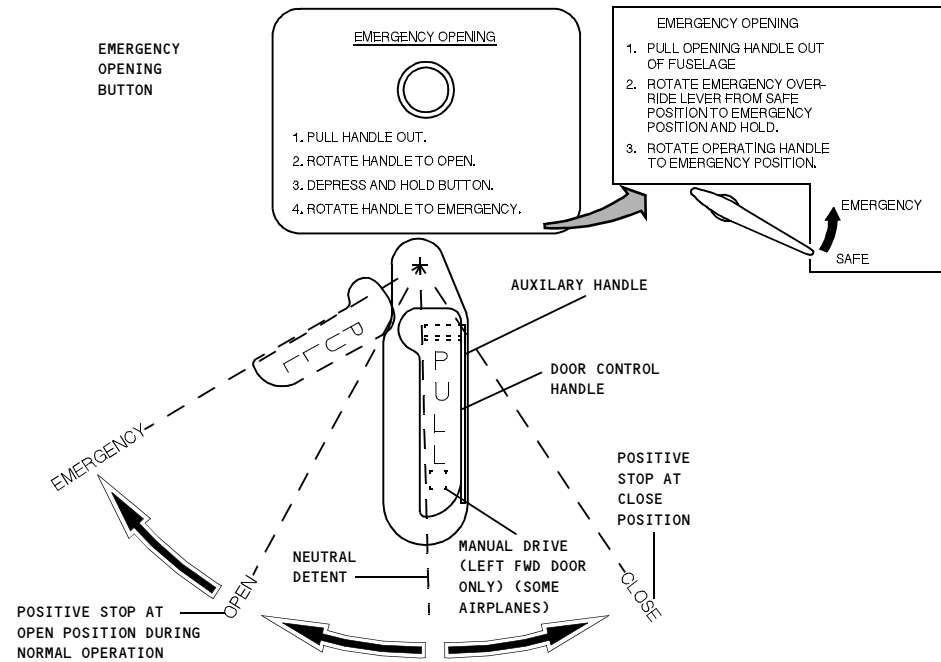 EMERGENCY
OPENING
BUTTON
EMERGENCY OPENING
1. PULL HANDLE OUT.
2. ROTATE HANDLE TO OPEN.
3. DEPRESS AND HOLD BUTTON.
4. ROTATE HANDLE TO EMERGENCY.
EMERGENCY OPENING
1. PULL OPENING HANDLE OUT
OF FUSELAGE
2. ROTATE EMERGENCY OVER-
RIDE LEVER FROM SAFE
POSITION TO EMERGENCY
POSITION AND HOLD.
3. ROTATE OPERATING HANDLE
TO EMERGENCY POSITION.
EMERGENCY
SAFE
AUXILARY HANDLE
DOOR CONTROL
HANDLE
PULL
PULL
EMERGENCY
POSITIVE
STOP AT
CLOSE
POSITION
MANUAL DRIVE
(LEFT FWD DOOR
ONLY) (SOME
AIRPLANES)
NEUTRAL
DETENT
OPEN
CLOSE
POSITIVE STOP AT
OPEN POSITION DURING
NORMAL OPERATION